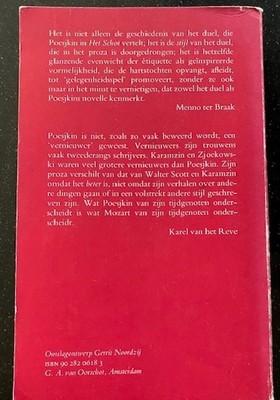 Het is niet alleen de geschiedenis van het duel, die
Poesjkin in Het Schot vertelt; het is de stijl van het duel,
die in het proza is doorgedrongen; het is hetzelfde
glanzende evenwicht der étiquette als geïnspireerde
vormelijkheid, die de hartstochten opvangt, affeidt,
tot 'gelegenheidsspel' promoveert, zonder ze ook
maar in het minst te vernietigen, dat zowel het duel als
Poesjkins novelle kenmerkt.
Menno ter Braak
Poesjkin is niet, zoals zo vaak beweerd wordt, een
'vernieuwer' geweest. Vernieuwers zijn trouwens
vaak tweederangs schrijvers. Karamzin en Zjoekows-
ki waren veel grotere vernieuwers dan Poesjkin. Zijn
proza verschilt van dat van Walter Scott en Karamzin
omdat het beter is, niet omdat zijn verhalen over ande-
re dingen gaan of in een volstrekt andere stijl geschre-
ven zijn. Wat Poesjkin van zijn tijdgenoten onder-
scheidt is wat Mozart van zijn tijdgenoten onder-
scheidt.
Karel van het Reve
Omslagontwerp Gerrit Noordzij
ISBN 90 282 0618 3
G. A. van Oorschot, Amsterdam